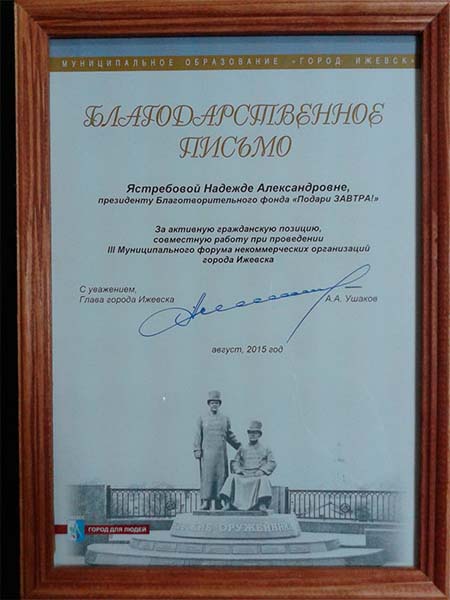 МУНИЦИПАЛЬНОЕ ОБРАЗОВАНИЕ «ГОРОД ИЖЕВСК»
БЛАГОДАРСТВЕННОЕ
ПИСЬМО
Ястребовой Надежде Александровне,
президенту Благотворительного фонда «Подари ЗАВТРА!»
За активную гражданскую позицию,
совместную работу при проведении
III Муниципального форума некоммерческих организаций
города Ижевска
С уважением,
Глава города Ижевска
А.А. Ушаков
август, 2015 год
ОРУЖЕЙНИКА
ГОРОД ДЛЯ ЛЮДЕЙ